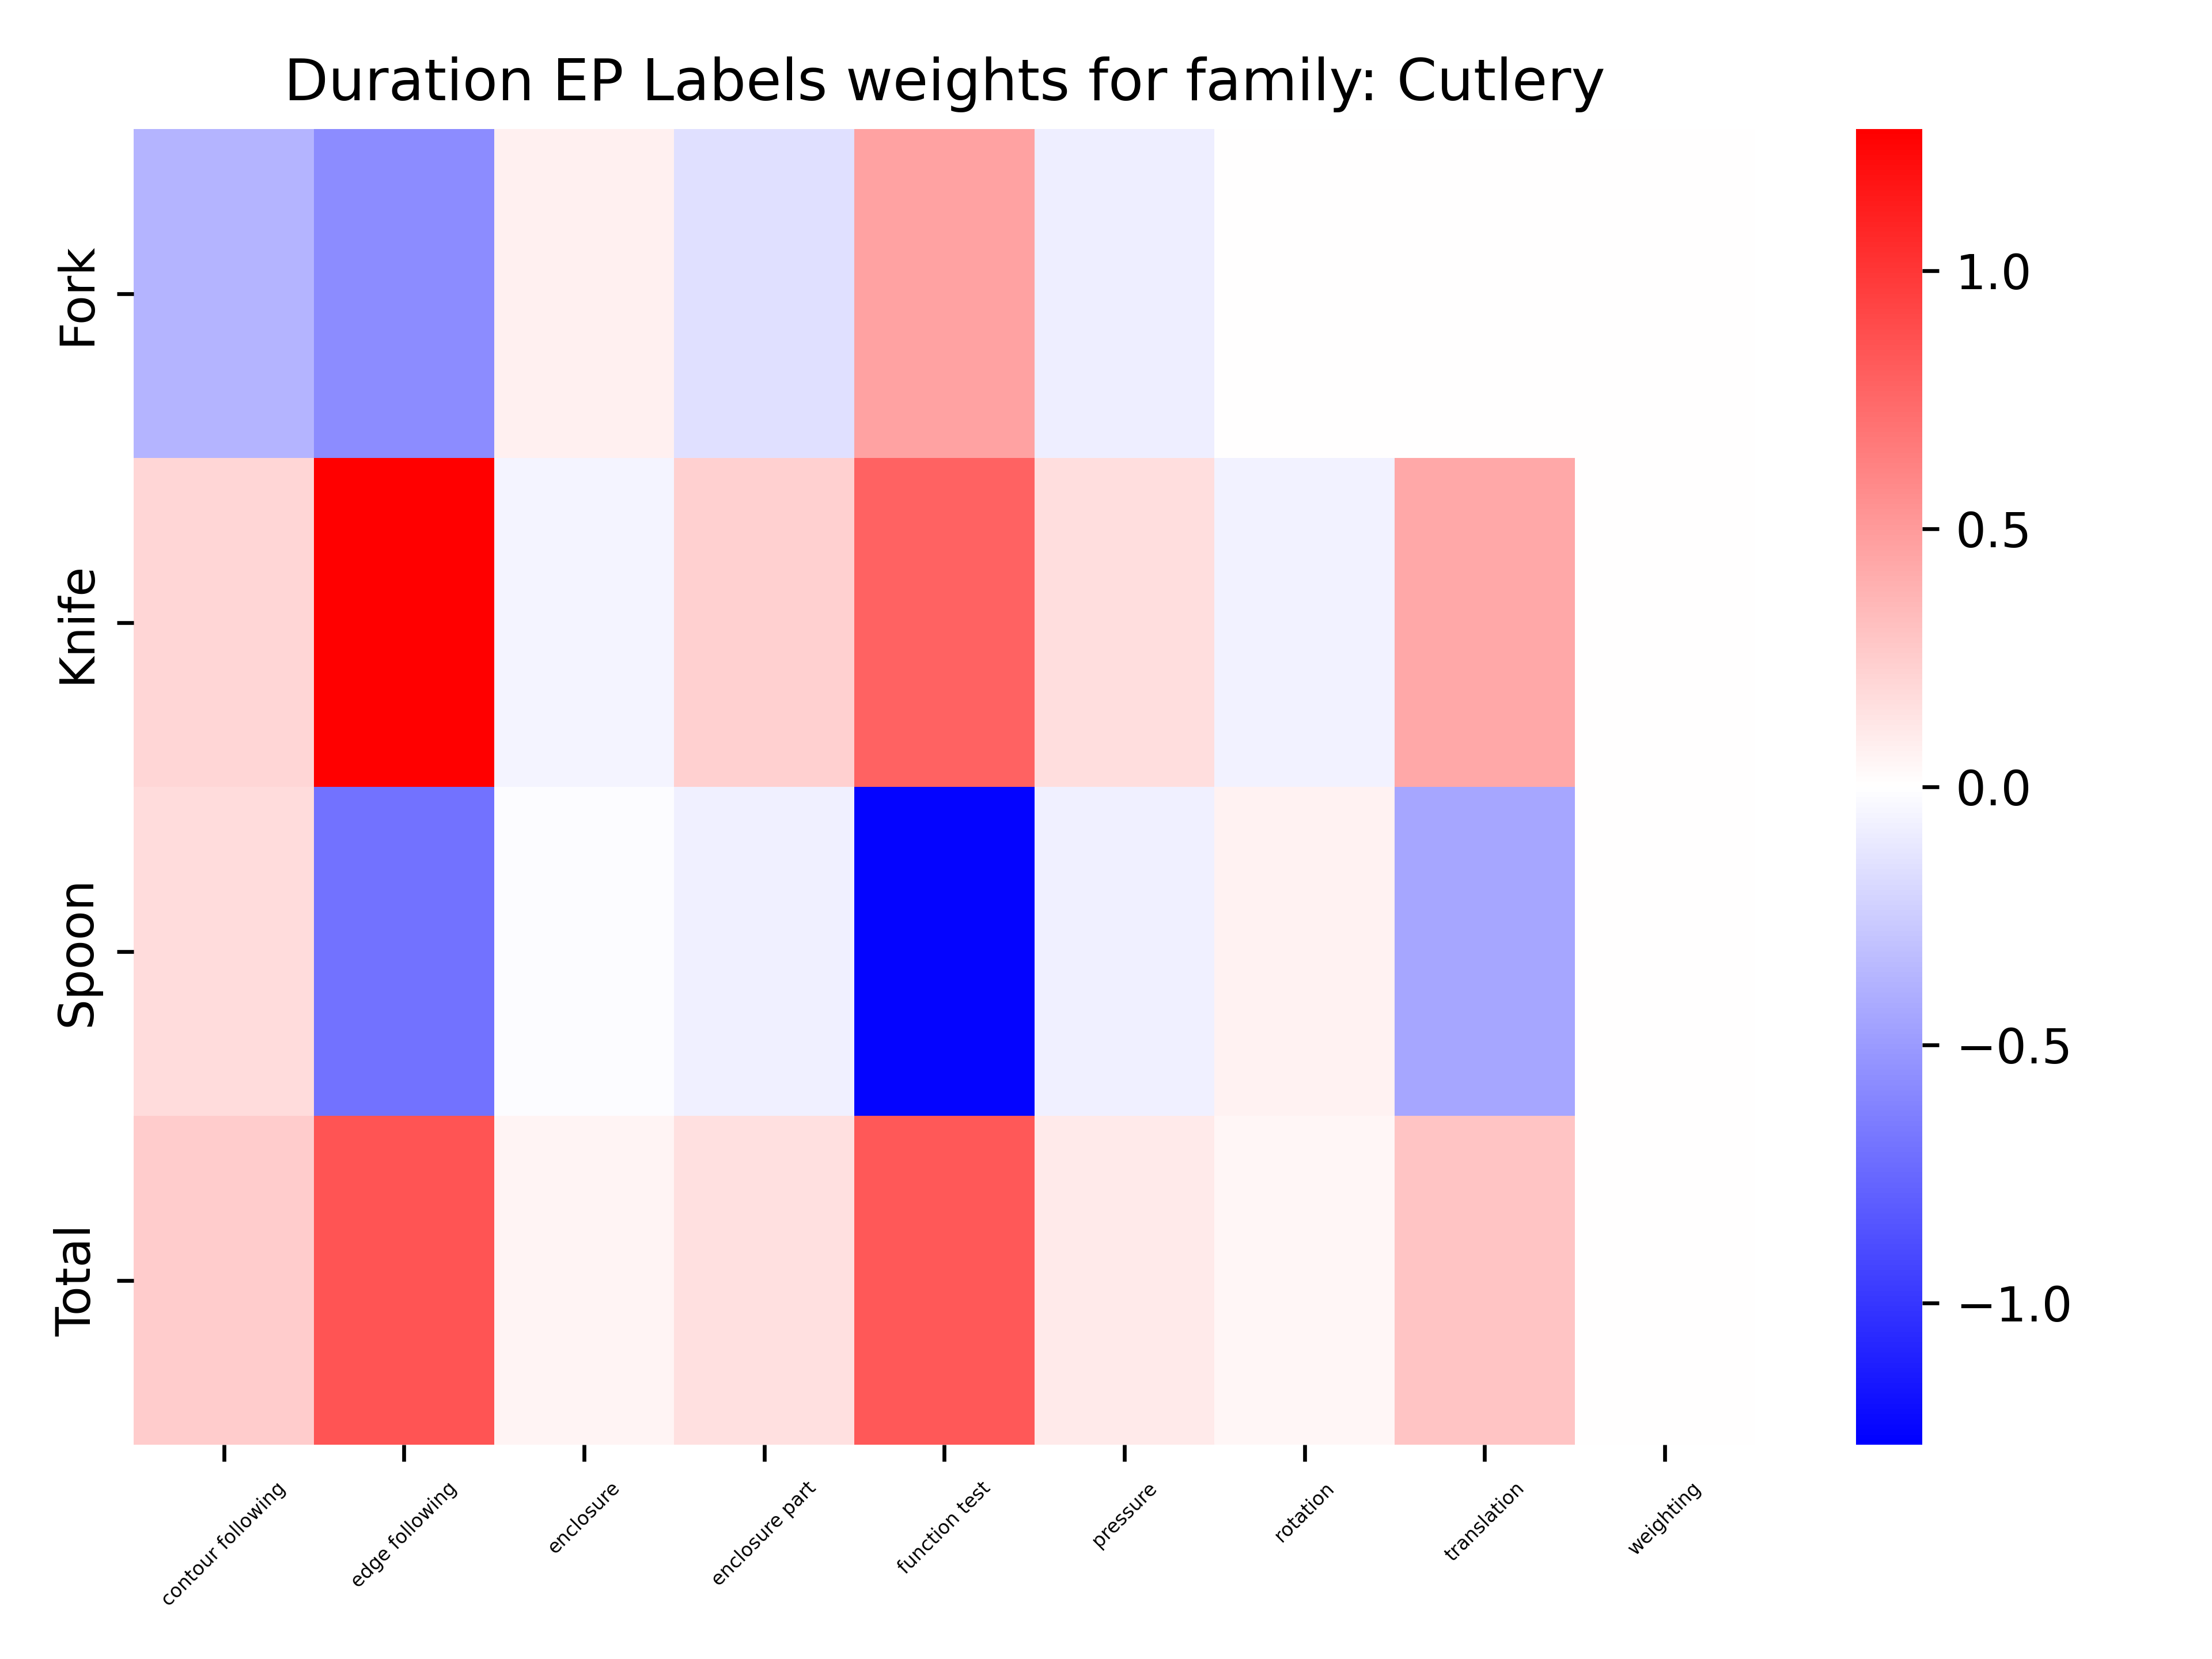 Duration EP Labels weights for family: Cutlery
Fork
Knife
Spoon
Total
contour following
edge following
enclosure
enclosure part
function test
pressure
rotation
translation
weighting
1.0
0.5
0.0
−0.5
−1.0